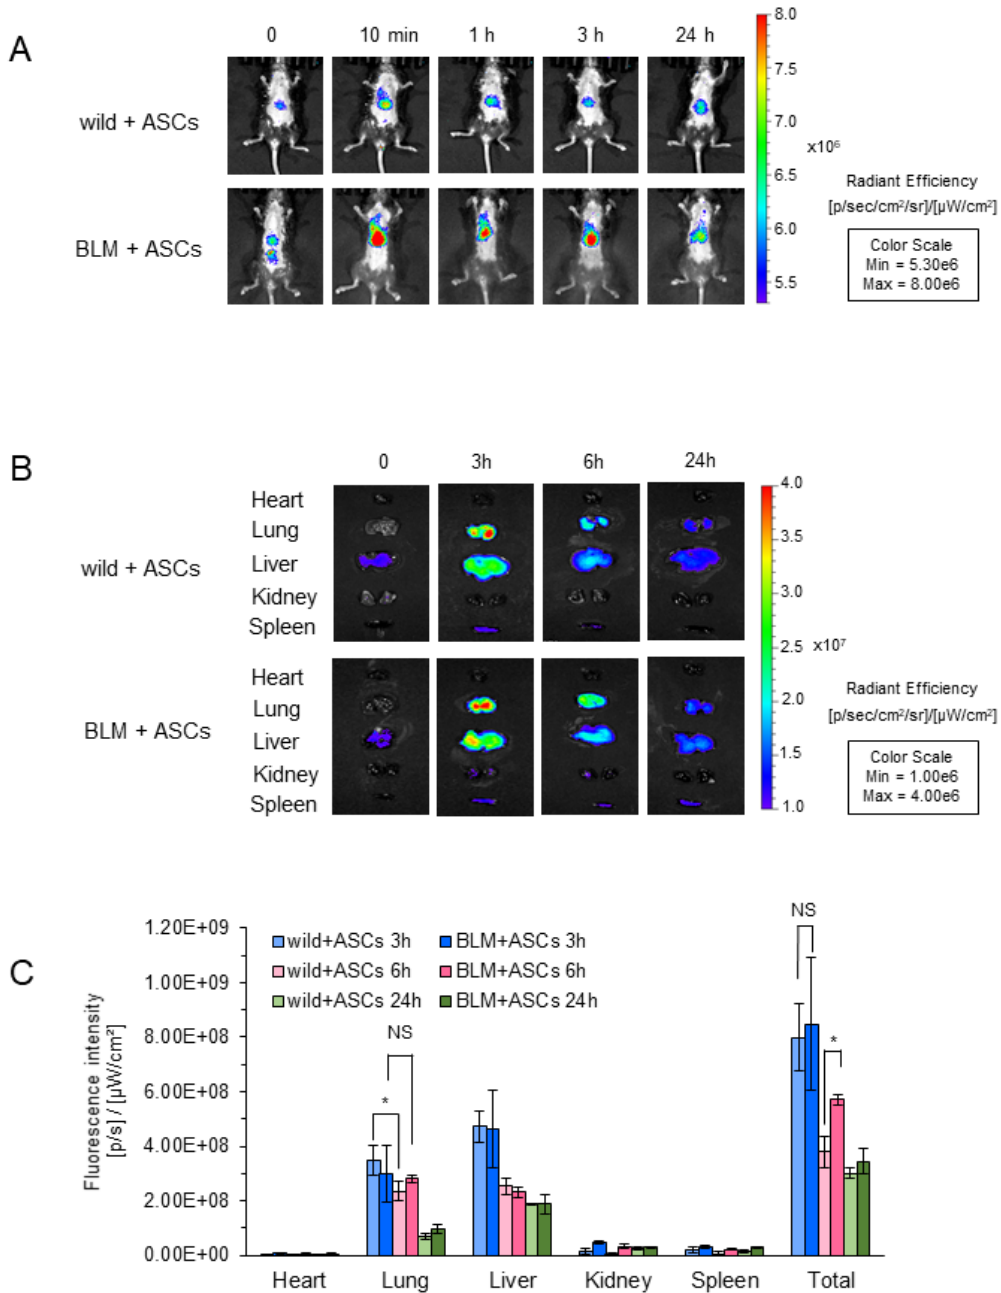 A
0 10 min 1 h 3 h 24 h
wild + ASCs
BLM + ASCs
8.0
7.5
7.0
6.5
6.0
5.5
x10⁶
Radiant Efficiency
[p/sec/cm²/sr]/[µW/cm²]
Color Scale
Min = 5.30e6
Max = 8.00e6
B
0 3h 6h 24h
wild + ASCs
Heart
Lung
Liver
Kidney
Spleen
BLM + ASCs
Heart
Lung
Liver
Kidney
Spleen
4.0
3.0
2.5
2.0
1.5
1.0
x10⁷
Radiant Efficiency
[p/sec/cm²/sr]/[µW/cm²]
Color Scale
Min = 1.00e6
Max = 4.00e6
C
Fluorescence intensity
[p/s] / [µW/cm²]
1.20E+09
1.00E+09
8.00E+08
6.00E+08
4.00E+08
2.00E+08
0.00E+00
wild+ASCs 3h BLM+ASCs 3h
wild+ASCs 6h BLM+ASCs 6h
wild+ASCs 24h BLM+ASCs 24h
NS
*
NS
*
Heart Lung Liver Kidney Spleen Total